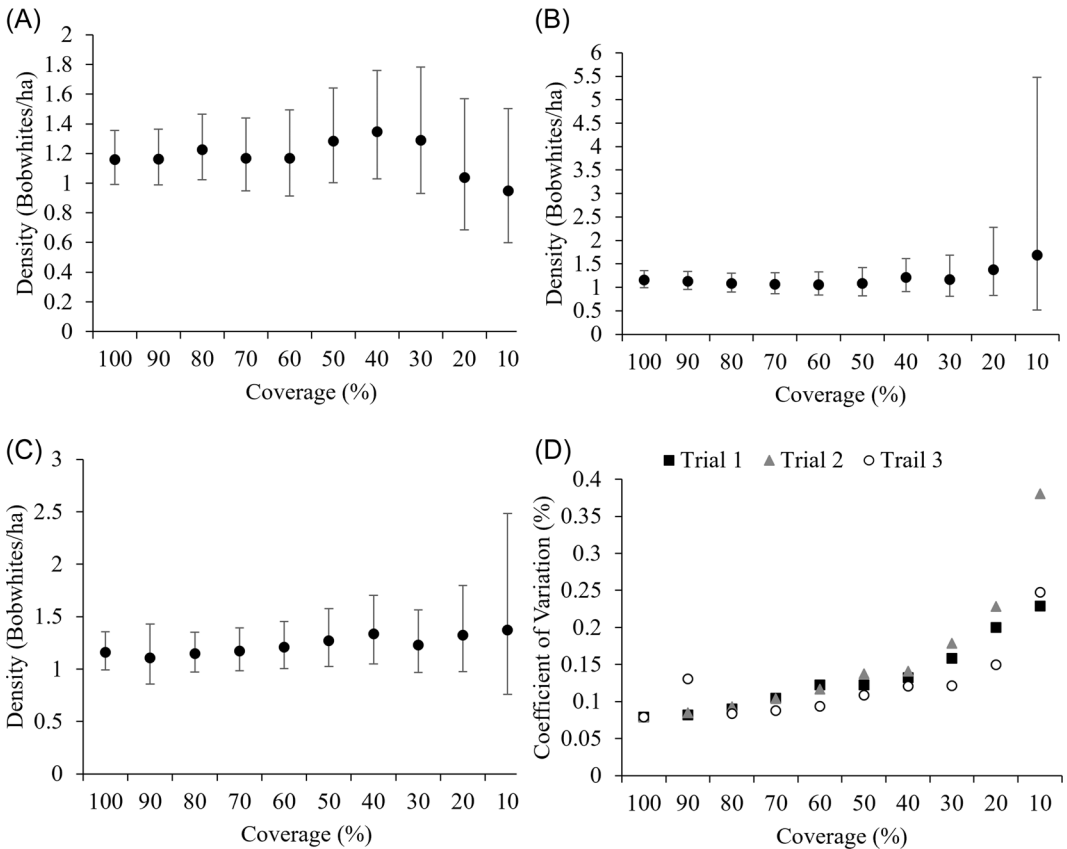 (A)
Density (Bobwhites/ha)
2
1.8
1.6
1.4
1.2
1
0.8
0.6
0.4
0.2
0
100 90 80 70 60 50 40 30 20 10
Coverage (%)
(B)
Density (Bobwhites/ha)
6
5.5
5
4.5
4
3.5
3
2.5
2
1.5
1
0.5
0
100 90 80 70 60 50 40 30 20 10
Coverage (%)
(C)
Density (Bobwhites/ha)
3
2.5
2
1.5
1
0.5
0
100 90 80 70 60 50 40 30 20 10
Coverage (%)
(D)
Trial 1 Trial 2 Trail 3
Coefficient of Variation (%)
0.4
0.35
0.3
0.25
0.2
0.15
0.1
0.05
0
100 90 80 70 60 50 40 30 20 10
Coverage (%)